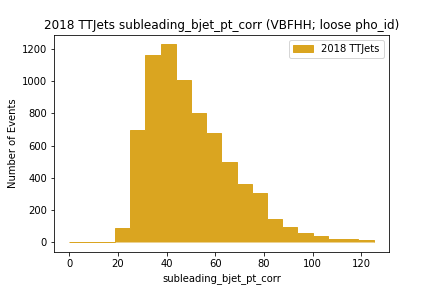 2018 TTJets subleading_bjet_pt_corr (VBFHH; loose pho_id)
2018 TTJets
1200
1000
800
600
400
200
0
Number of Events
0 20 40 60 80 100 120
subleading_bjet_pt_corr